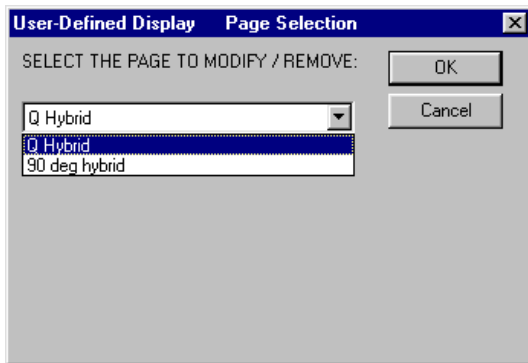 User-Defined Display Page Selection
SELECT THE PAGE TO MODIFY / REMOVE:
OK
Q Hybrid
Cancel
Q Hybrid
90 deg hybrid